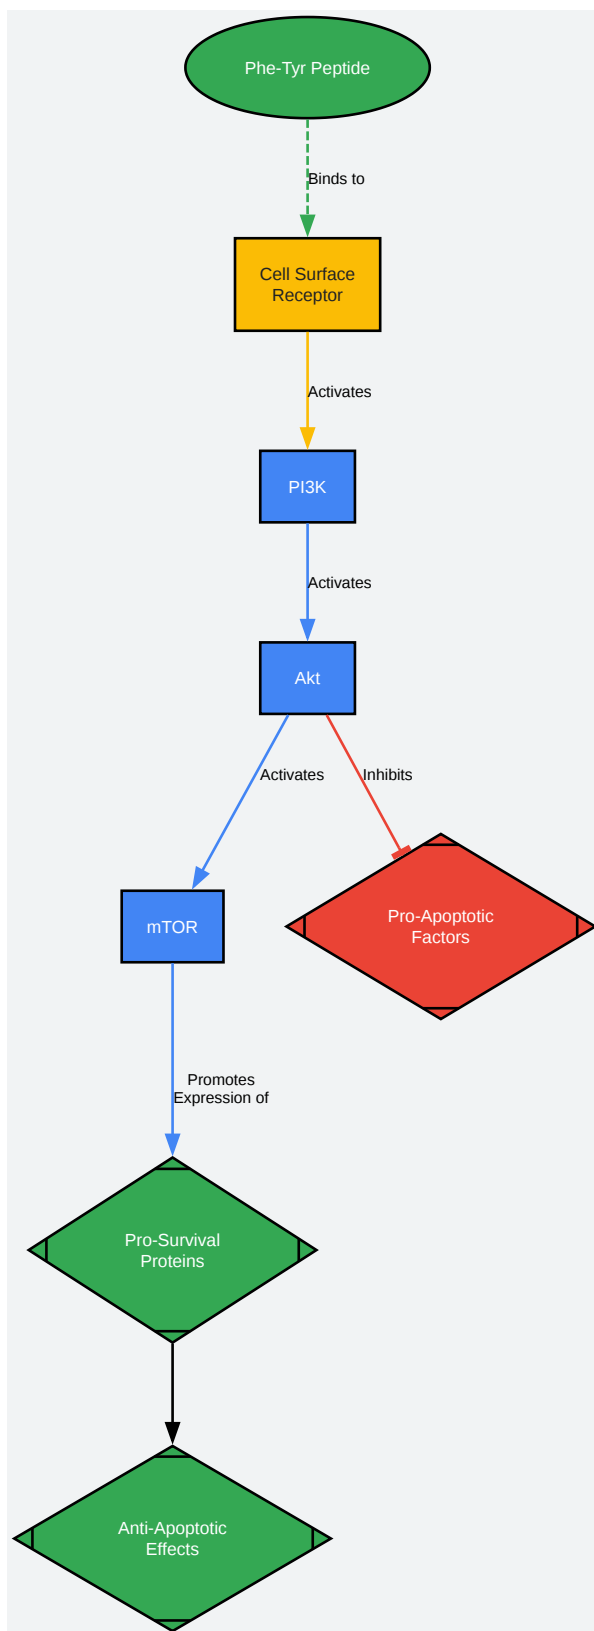 Phe-Tyr Peptide
Binds to
Cell Surface
Receptor
Activates
PI3K
Activates
Akt
Activates
Inhibits
mTOR
Pro-Apoptotic
Factors
Promotes
Expression of
Pro-Survival
Proteins
Anti-Apoptotic
Effects